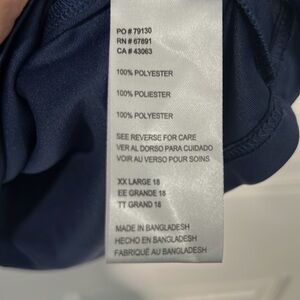 PO # 79130
RN # 67891
CA # 43063
100% POLYESTER
100% POLIESTER
100% POLYESTER
SEE REVERSE FOR CARE
VER AL DORSO PARA CUIDADO
VOIR AU VERSO POUR SOINS
XX LARGE 18
EE GRANDE 18
TT GRAND 18
MADE IN BANGLADESH
HECHO EN BANGLADESH
FABRIQUÉ AU BANGLADESH